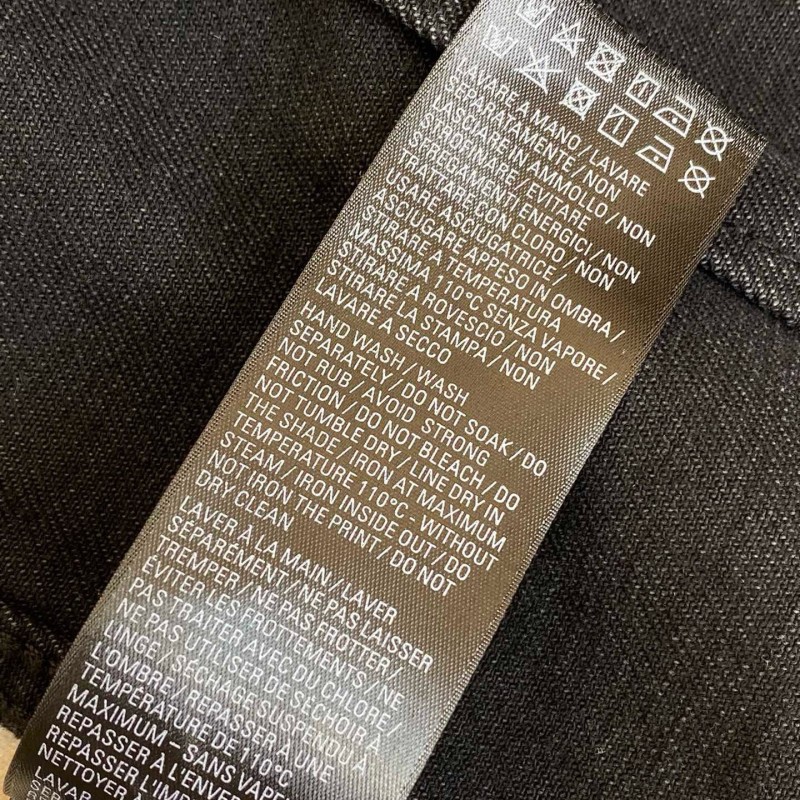 LAVARE A MANO / LAVARE
SEPARATAMENTE / NON
LASCIARE IN AMMOLLO / NON
STROFINARE / EVITARE
SFREGAMENTI ENERGICI / NON
TRATTARE CON CLORO / NON
USARE ASCIUGATRICE /
ASCIUGARE APPESO IN OMBRA /
STIRARE A TEMPERATURA
MASSIMA 110°C SENZA VAPORE /
STIRARE A ROVESCIO / NON
STIRARE LA STAMPA / NON
LAVARE A SECCO
HAND WASH / WASH
SEPARATELY / DO NOT SOAK / DO
NOT RUB / AVOID STRONG
FRICTION / DO NOT BLEACH / DO
NOT TUMBLE DRY / LINE DRY IN
THE SHADE / IRON AT MAXIMUM
TEMPERATURE 110°C - WITHOUT
STEAM / IRON INSIDE OUT / DO
NOT IRON THE PRINT / DO NOT
DRY CLEAN
LAVER À LA MAIN / LAVER
SÉPARÉMENT / NE PAS LAISSER
TREMPER / NE PAS FROTTER /
ÉVITER LES FROTTEMENTS / NE
PAS TRAITER AVEC DU CHLORE /
NE PAS UTILISER DE SÉCHOIR À
LINGE / SÉCHAGE SUSPENDU À
L'OMBRE / REPASSER À UNE
TEMPÉRATURE DE 110°C
MAXIMUM – SANS VAPE
REPASSER À L'ENVER
REPASSER L'IM
NETTOYER À
LAVAR